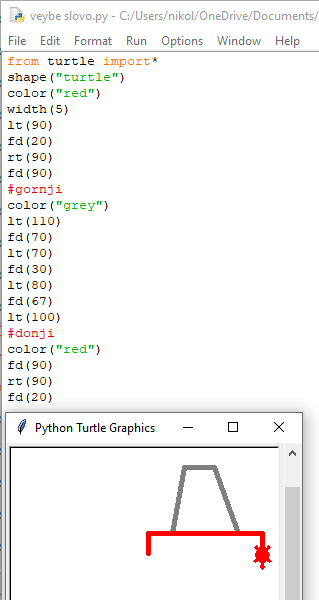 veybe slovo.py - C:/Users/nikol/OneDrive/Documents/
File Edit Format Run Options Window Help
from turtle import*
shape("turtle")
color("red")
width(5)
lt(90)
fd(20)
rt(90)
fd(90)
#gornji
color("grey")
lt(110)
fd(70)
lt(70)
fd(30)
lt(80)
fd(67)
lt(100)
#donji
color("red")
fd(90)
rt(90)
fd(20)
Python Turtle Graphics